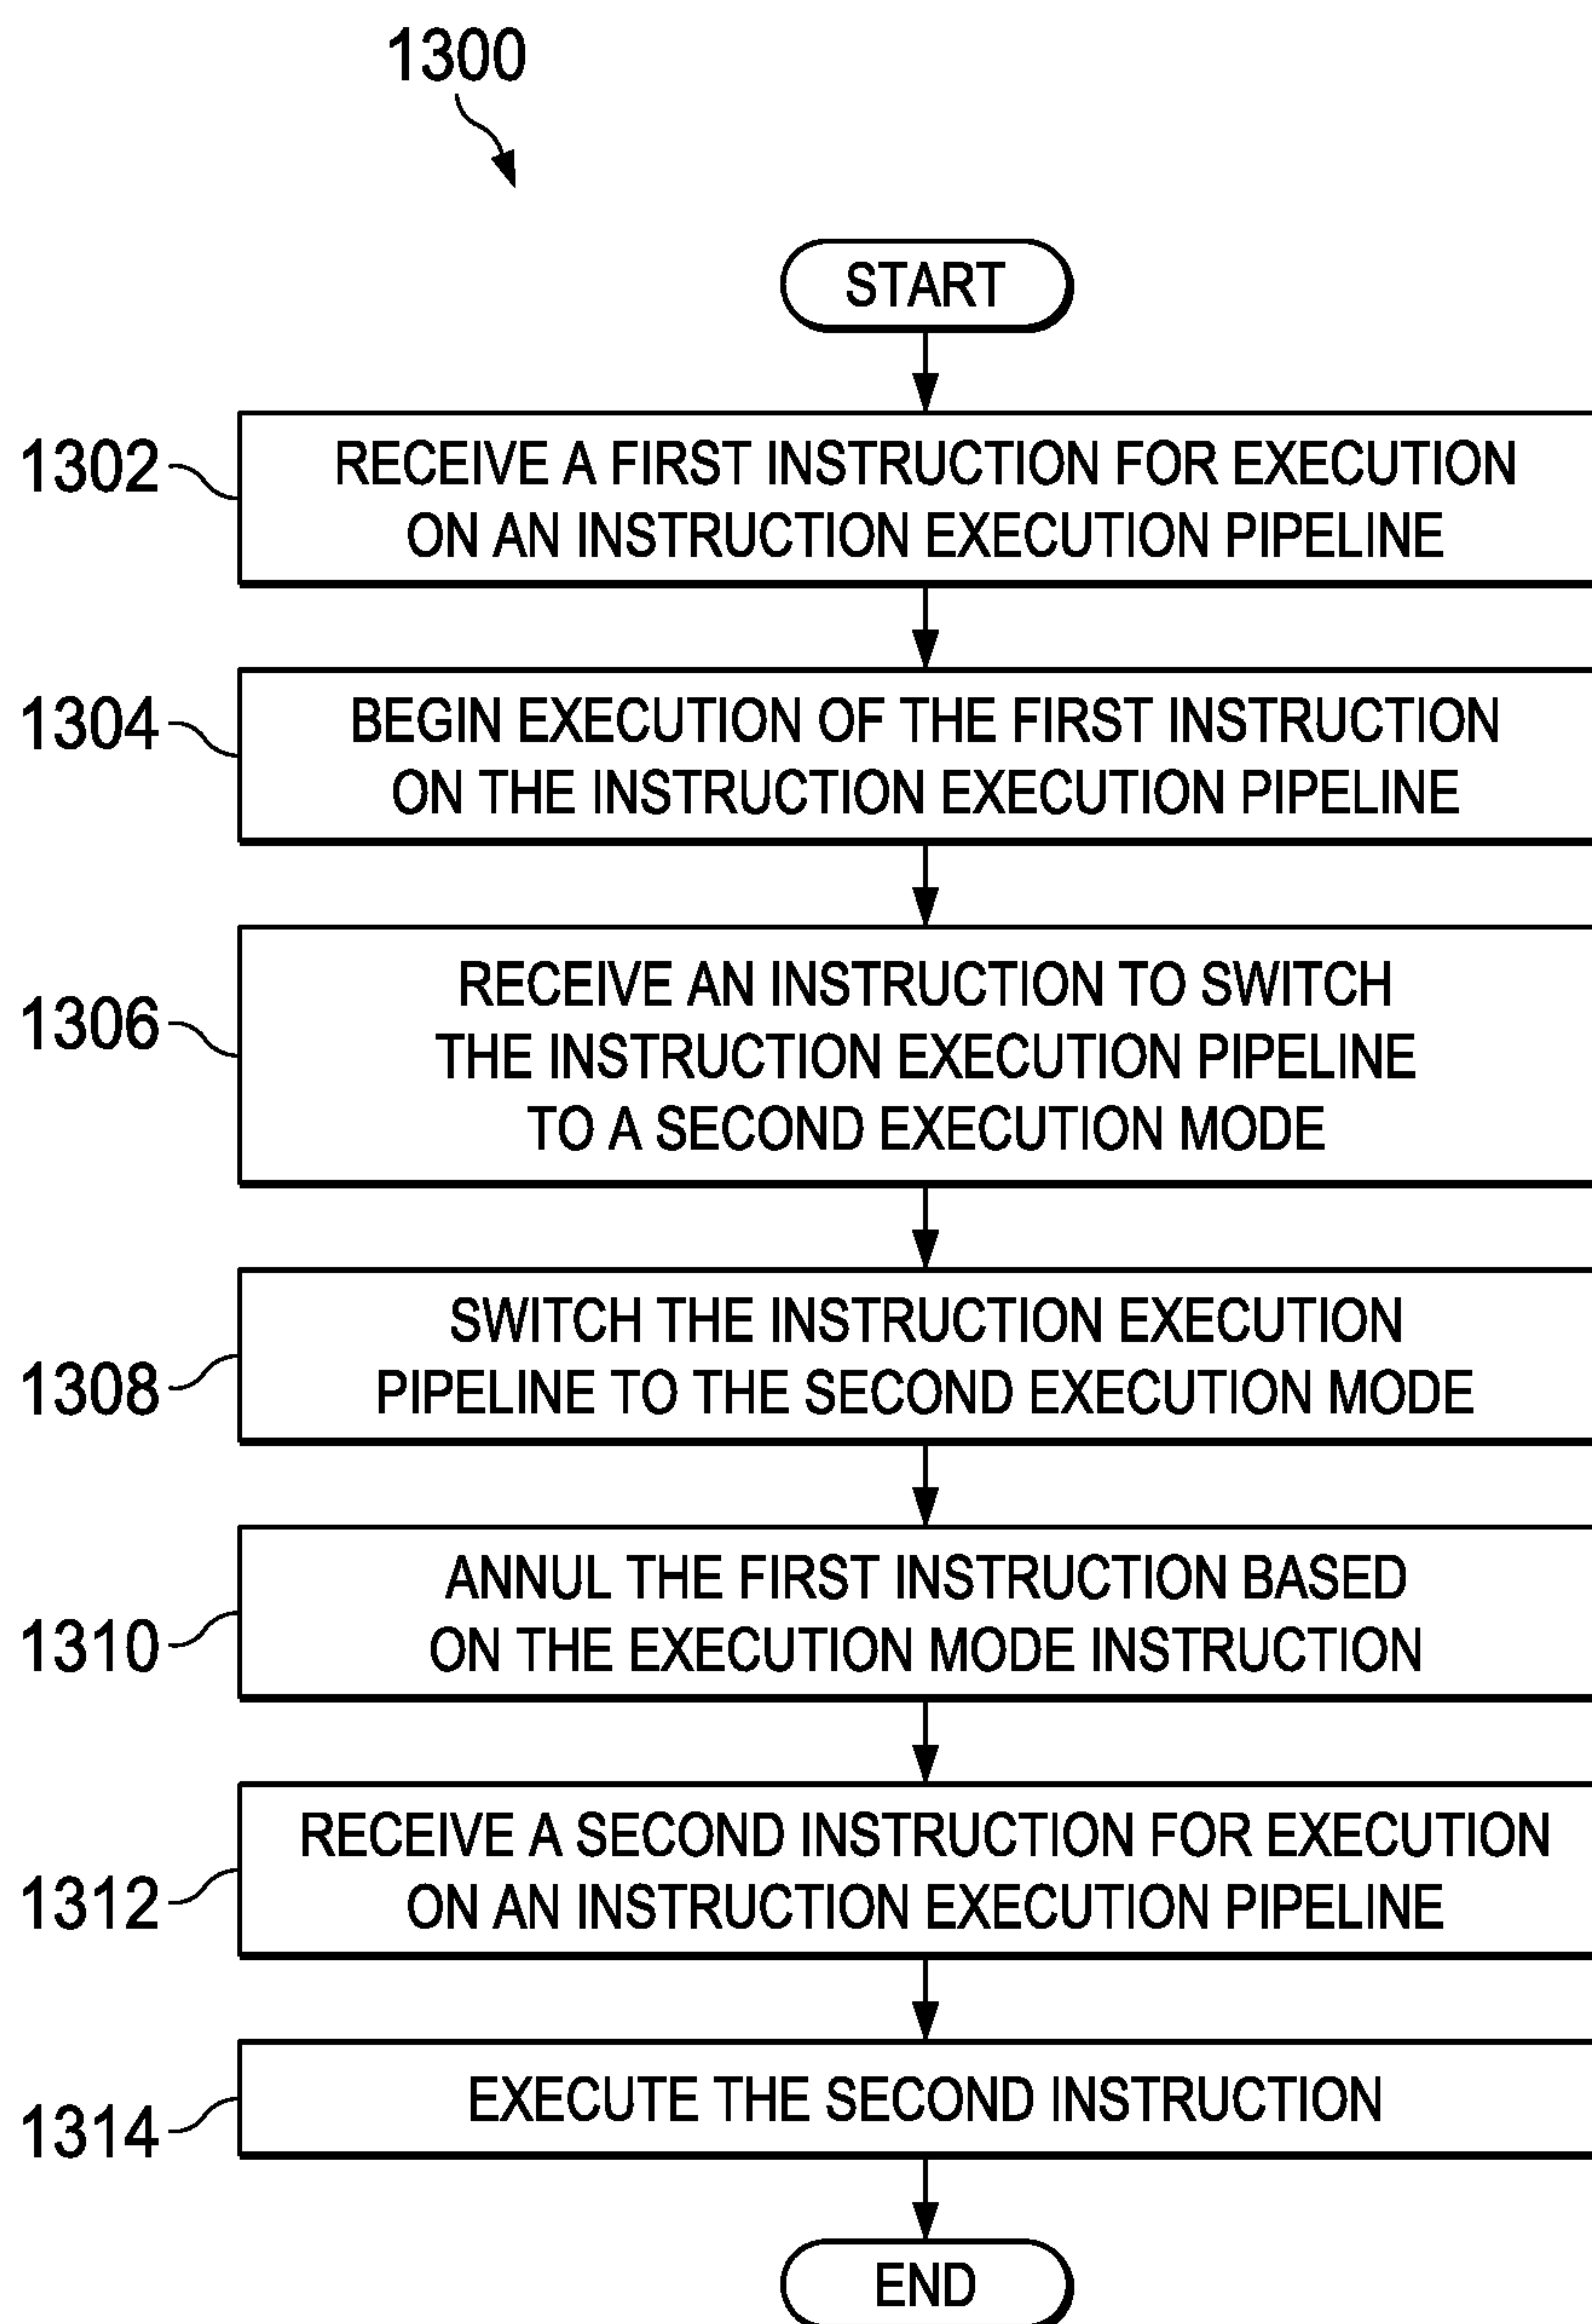 1300
START
1302
RECEIVE A FIRST INSTRUCTION FOR EXECUTION
ON AN INSTRUCTION EXECUTION PIPELINE
1304
BEGIN EXECUTION OF THE FIRST INSTRUCTION
ON THE INSTRUCTION EXECUTION PIPELINE
1306
RECEIVE AN INSTRUCTION TO SWITCH
THE INSTRUCTION EXECUTION PIPELINE
TO A SECOND EXECUTION MODE
1308
SWITCH THE INSTRUCTION EXECUTION
PIPELINE TO THE SECOND EXECUTION MODE
1310
ANNUL THE FIRST INSTRUCTION BASED
ON THE EXECUTION MODE INSTRUCTION
1312
RECEIVE A SECOND INSTRUCTION FOR EXECUTION
ON AN INSTRUCTION EXECUTION PIPELINE
1314
EXECUTE THE SECOND INSTRUCTION
END